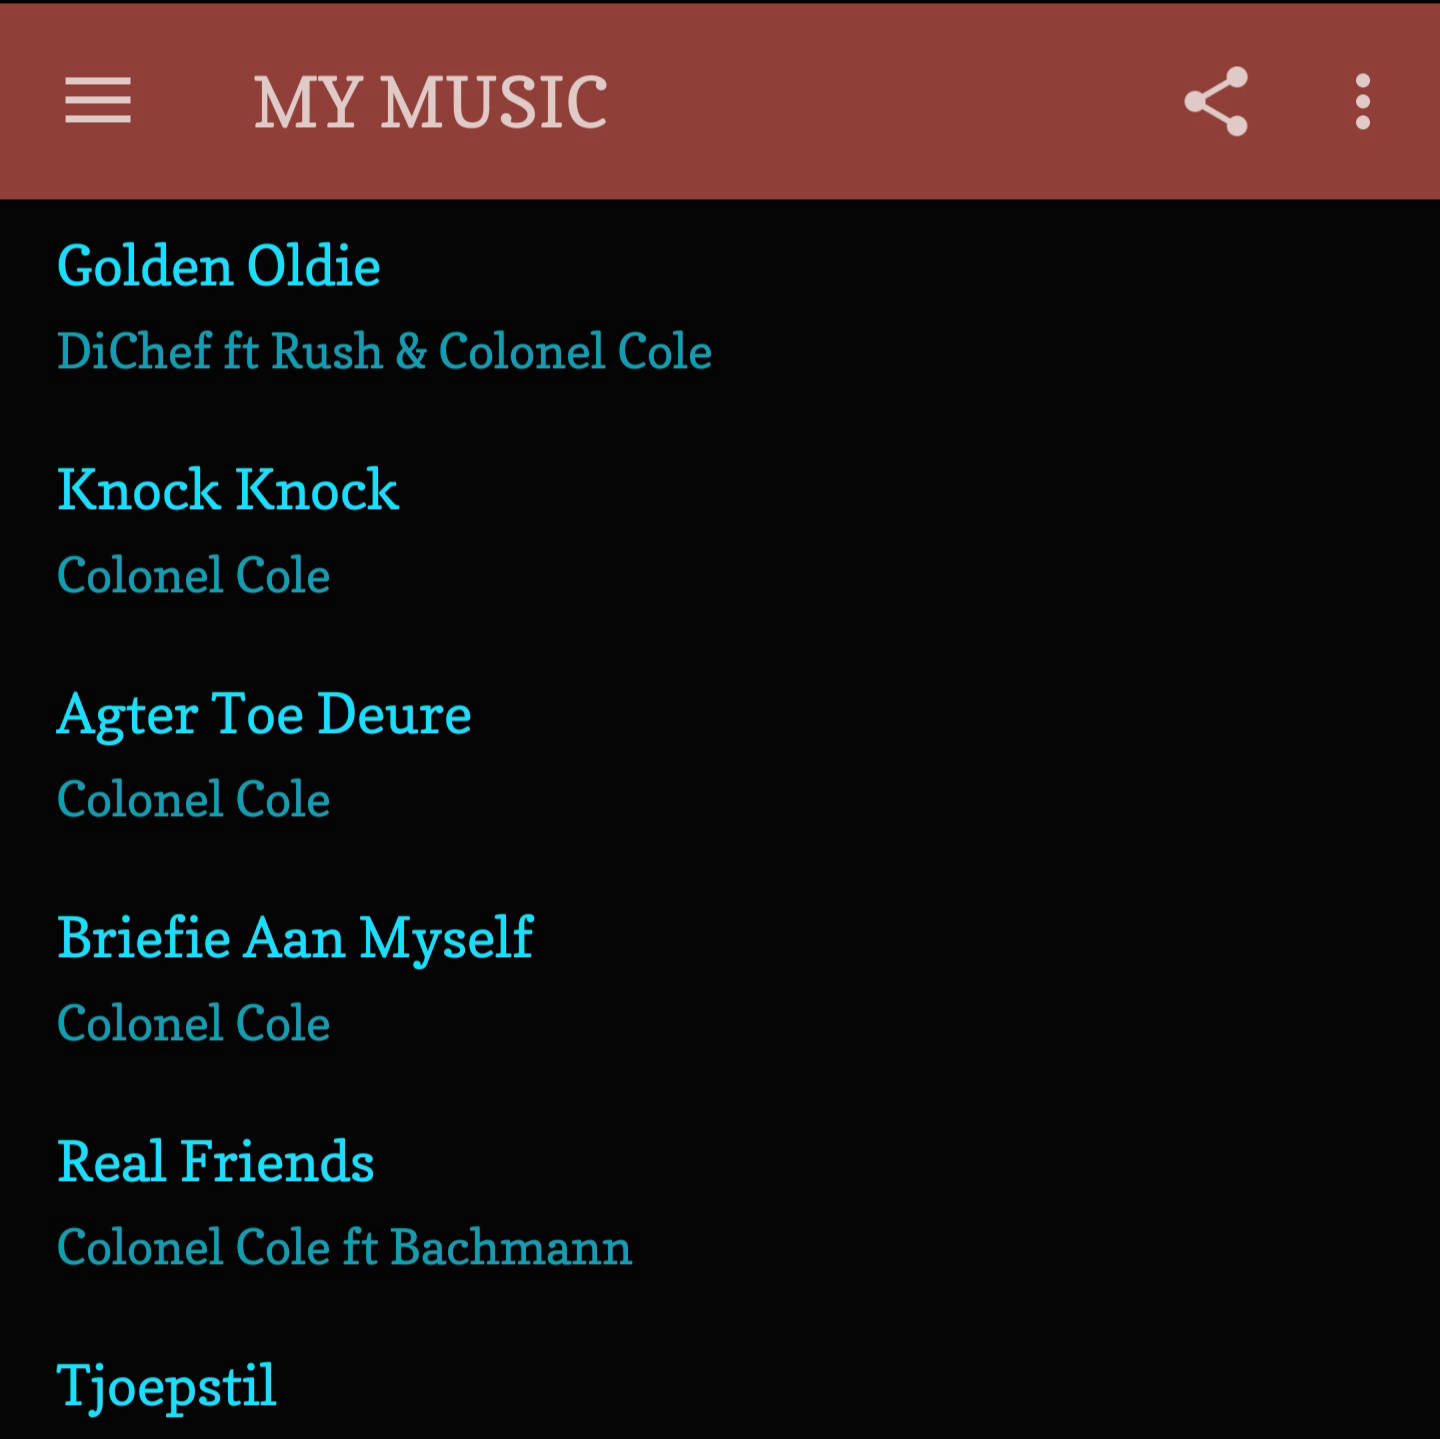 MY MUSIC
Golden Oldie
DiChef ft Rush & Colonel Cole
Knock Knock
Colonel Cole
Agter Toe Deure
Colonel Cole
Briefie Aan Myself
Colonel Cole
Real Friends
Colonel Cole ft Bachmann
Tjoepstil